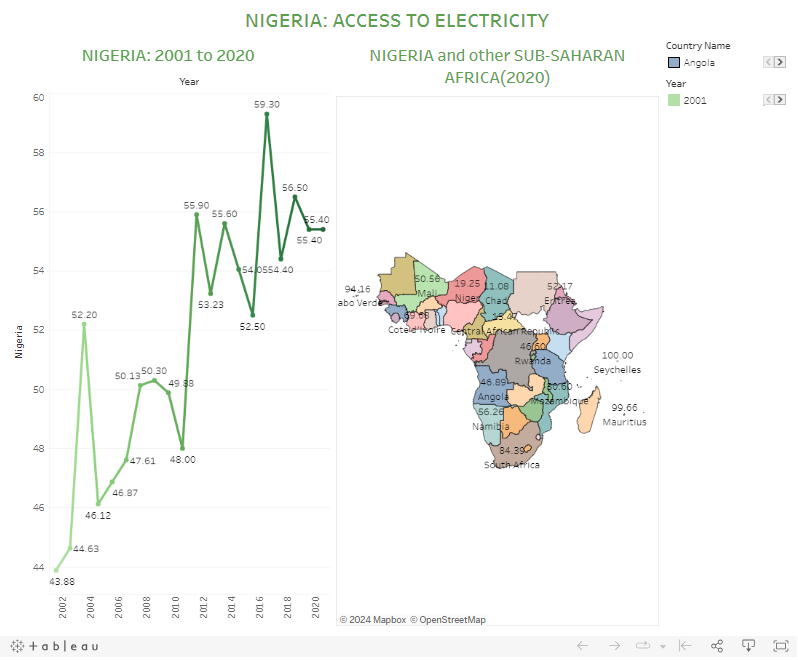 NIGERIA: ACCESS TO ELECTRICITY
NIGERIA: 2001 to 2020
Year
Nigeria
60
58
56
54
52
50
48
46
44
43.88
44.63
52.20
46.12
46.87
47.61
50.13
50.30
49.88
48.00
55.90
53.23
55.60
54.05
52.50
59.30
54.40
56.50
55.40
55.40
2002
2004
2006
2008
2010
2012
2014
2016
2018
2020
NIGERIA and other SUB-SAHARAN
AFRICA(2020)
94.16
abo Verde
50.56
Mali
19.25
Niger
11.08
Chad
52.17
Eritrea
Cote d'Ivoire
Central African Republic
46.60
Rwanda
100.00
Seychelles
46.89
Angola
Mozambique
99.66
Mauritius
56.26
Namibia
84.39
South Africa
© 2024 Mapbox © OpenStreetMap
Country Name
Angola
Year
2001
+ a b l e a u